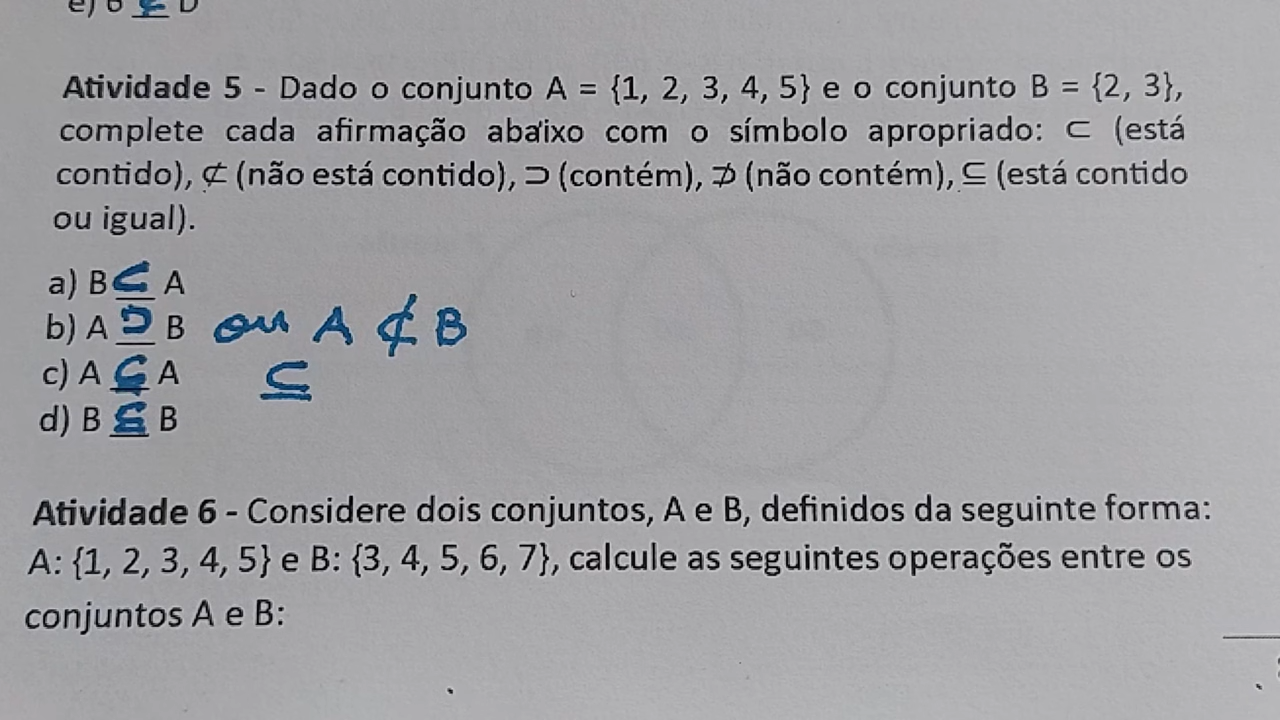 e) B ⊄ D
Atividade 5 - Dado o conjunto A = {1, 2, 3, 4, 5} e o conjunto B = {2, 3},
complete cada afirmação abaixo com o símbolo apropriado: ⊂ (está
contido), ⊄ (não está contido), ⊃ (contém), ⊅ (não contém), ⊆ (está contido
ou igual).
a) B ⊂ A
b) A ⊃ B ou A ⊄ B
c) A ⊆ A ⊆
d) B ⊆ B
Atividade 6 - Considere dois conjuntos, A e B, definidos da seguinte forma:
A: {1, 2, 3, 4, 5} e B: {3, 4, 5, 6, 7}, calcule as seguintes operações entre os
conjuntos A e B: